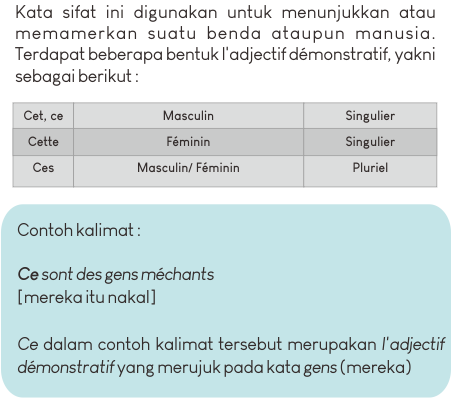 Kata sifat ini digunakan untuk menunjukkan atau
memamerkan suatu benda ataupun manusia.
Terdapat beberapa bentuk l'adjectif démonstratif, yakni
sebagai berikut :
Cet, ce Masculin Singulier
Cette Féminin Singulier
Ces Masculin/ Féminin Pluriel
Contoh kalimat :
Ce sont des gens méchants
[mereka itu nakal]
Ce dalam contoh kalimat tersebut merupakan l'adjectif
démonstratif yang merujuk pada kata gens (mereka)